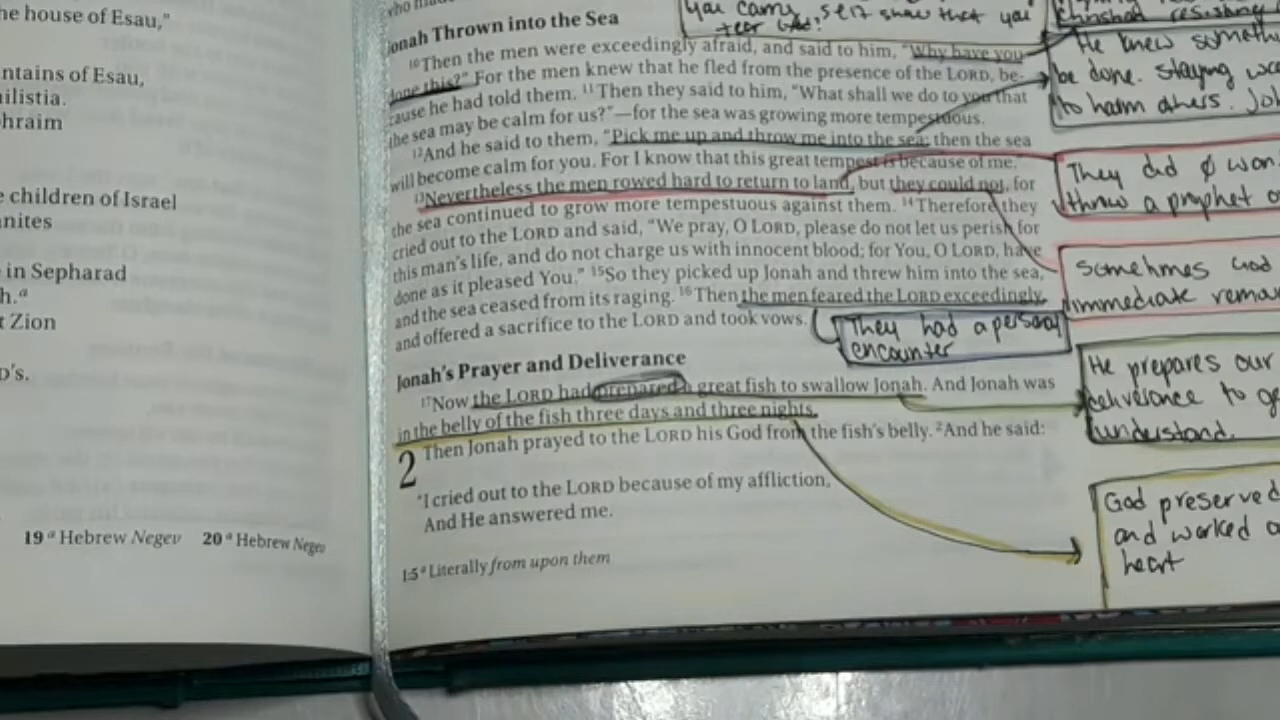 he house of Esau,"
ntains of Esau,
ilistia.
hraim
e children of Israel
nites
e in Sepharad
h.ᵃ
t Zion
D's.
19 ᵃ Hebrew Negev 20 ᵃ Hebrew Negev
who made
Jonah Thrown into the Sea
¹⁰Then the men were exceedingly afraid, and said to him, "Why have you
done this?" For the men knew that he fled from the presence of the LORD, be-
cause he had told them. ¹¹Then they said to him, "What shall we do to you that
the sea may be calm for us?"—for the sea was growing more tempestuous.
¹²And he said to them, "Pick me up and throw me into the sea; then the sea
will become calm for you. For I know that this great tempest is because of me."
¹³Nevertheless the men rowed hard to return to land, but they could not, for
the sea continued to grow more tempestuous against them. ¹⁴Therefore they
cried out to the LORD and said, "We pray, O LORD, please do not let us perish for
this man's life, and do not charge us with innocent blood; for You, O LORD, have
done as it pleased You." ¹⁵So they picked up Jonah and threw him into the sea,
and the sea ceased from its raging. ¹⁶Then the men feared the LORD exceedingly,
and offered a sacrifice to the LORD and took vows.
Jonah's Prayer and Deliverance
¹⁷Now the LORD had prepared a great fish to swallow Jonah. And Jonah was
in the belly of the fish three days and three nights.
2 Then Jonah prayed to the LORD his God from the fish's belly. ²And he said:
"I cried out to the LORD because of my affliction,
And He answered me.
1:5 ᵃ Literally from upon them
you carry, self show that you
He knew someth
be done. staying wo
to harm others.
They did ϕ wan
throw a prophet o
sometimes God
immediate
They had a personal
encounter
He prepares our
deliverance to
understand.
God preserved
and worked o
heart